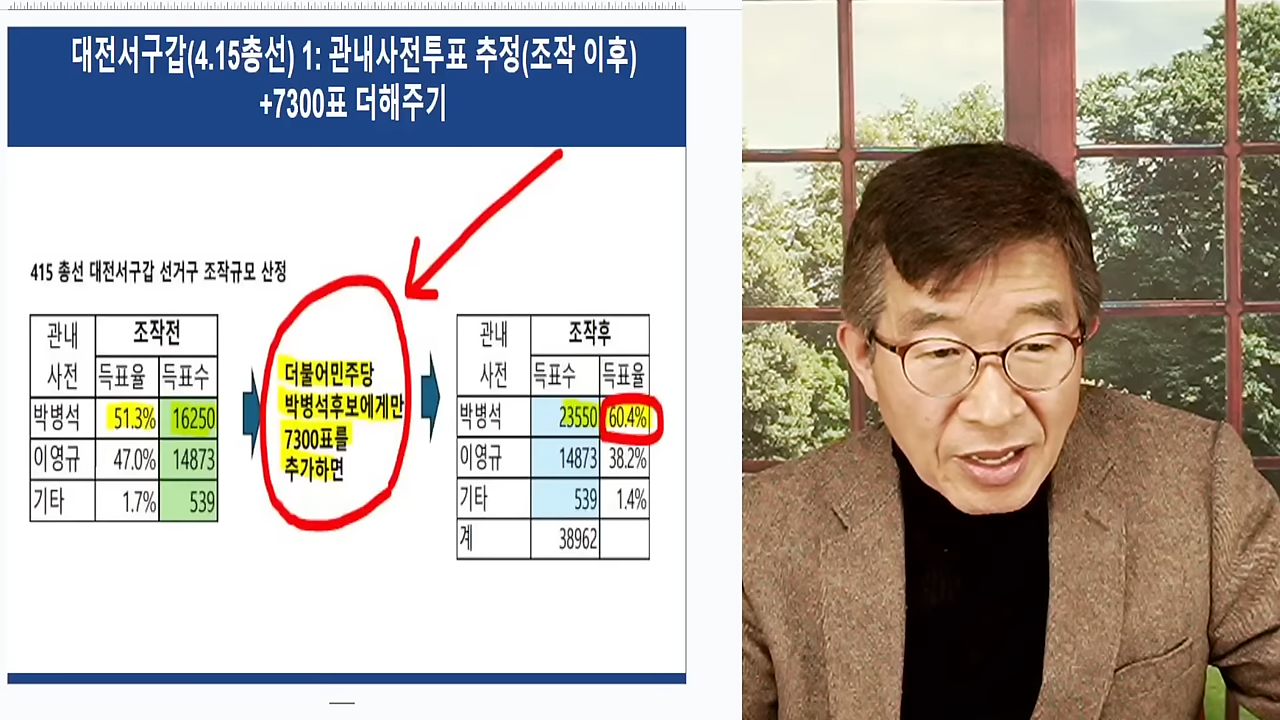 대전서구갑(4.15총선) 1: 관내사전투표 추정(조작 이후)
+7300표 더해주기
415 총선 대전서구갑 선거구 조작규모 산정
관내 사전 조작전
득표율 득표수
박병석 51.3% 16250
이영규 47.0% 14873
기타 1.7% 539
더불어민주당
박병석후보에게만
7300표를
추가하면
관내 사전 조작후
득표수 득표율
박병석 23550 60.4%
이영규 14873 38.2%
기타 539 1.4%
계 38962